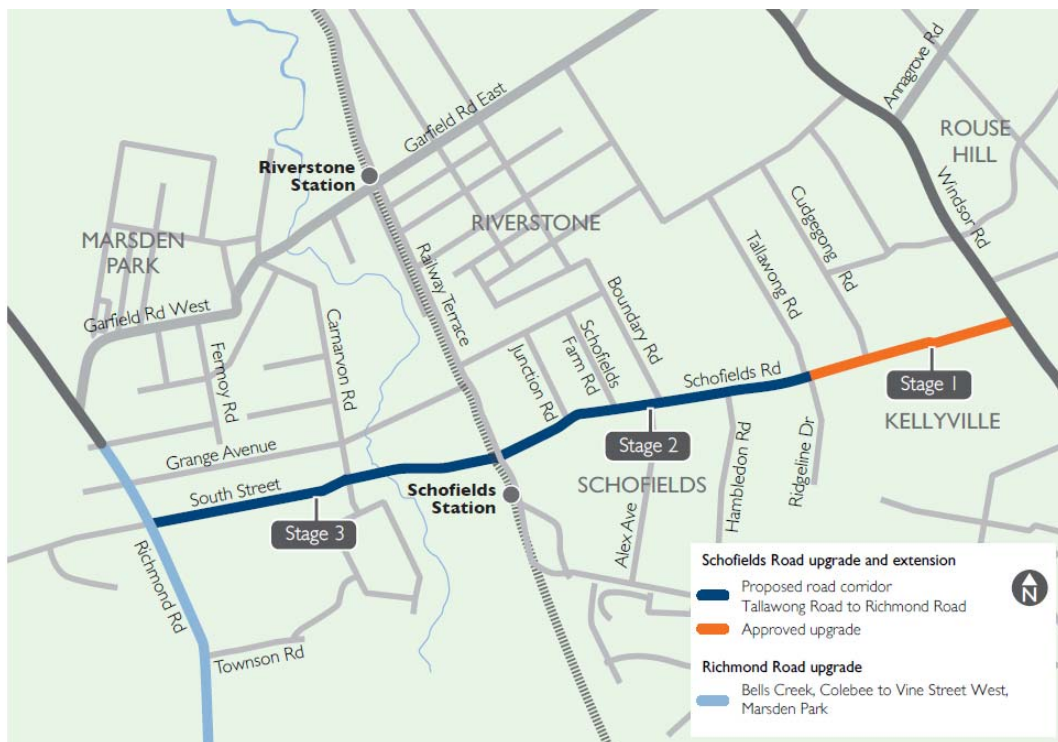 Annagrove Rd
ROUSE
HILL
Garfield Rd East
Riverstone
Station
Windsor Rd
Cudgegong Rd
RIVERSTONE
MARSDEN
PARK
Tallawong Rd
Railway Terrace
Boundary Rd
Garfield Rd West
Carnarvon Rd
Fermoy Rd
Schofields
Farm Rd
Junction Rd
Schofields Rd
Stage 1
KELLYVILLE
Stage 2
Grange Avenue
South Street
Schofields
Station
SCHOFIELDS
Hambledon Rd
Ridgeline Dr
Stage 3
Alex Ave
Richmond Rd
Townson Rd
Schofields Road upgrade and extension
Proposed road corridor
Tallawong Road to Richmond Road
Approved upgrade
N
Richmond Road upgrade
Bells Creek, Colebee to Vine Street West,
Marsden Park